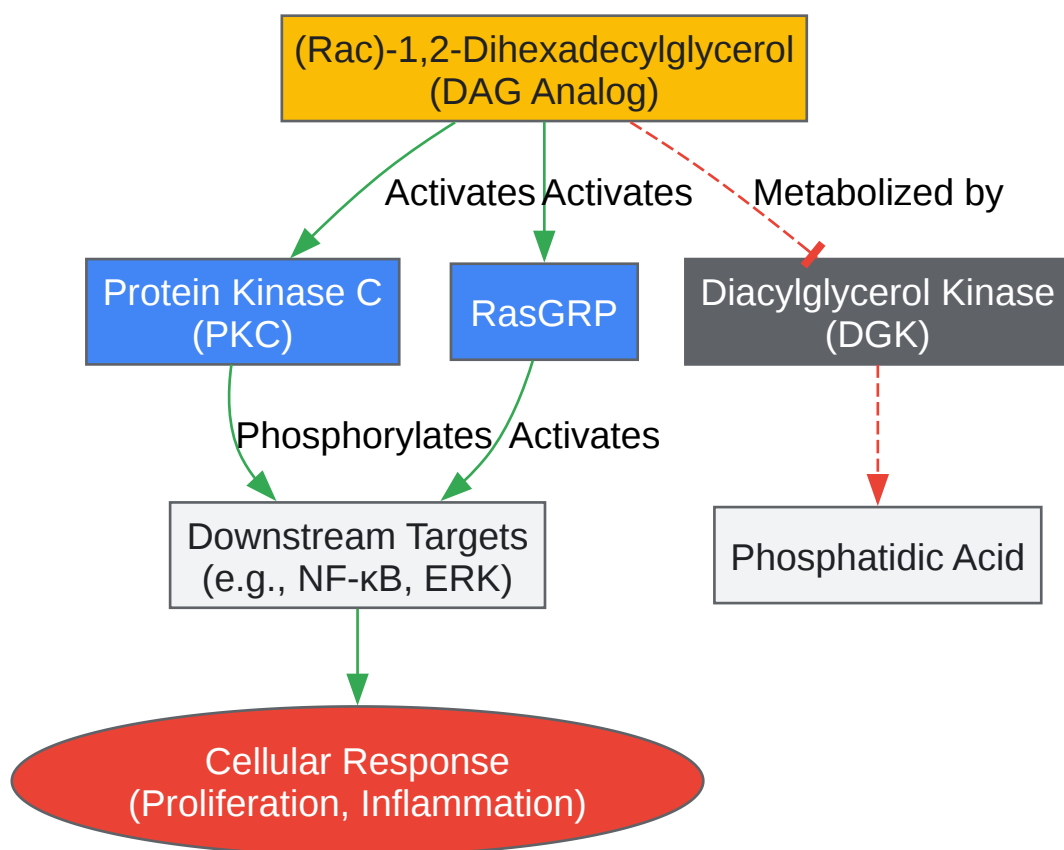 (Rac)-1,2-Dihexadecylglycerol
(DAG Analog)
Activates
Activates
Metabolized by
Protein Kinase C
(PKC)
RasGRP
Diacylglycerol Kinase
(DGK)
Phosphorylates
Activates
Downstream Targets
(e.g., NF-κB, ERK)
Phosphatidic Acid
Cellular Response
(Proliferation, Inflammation)